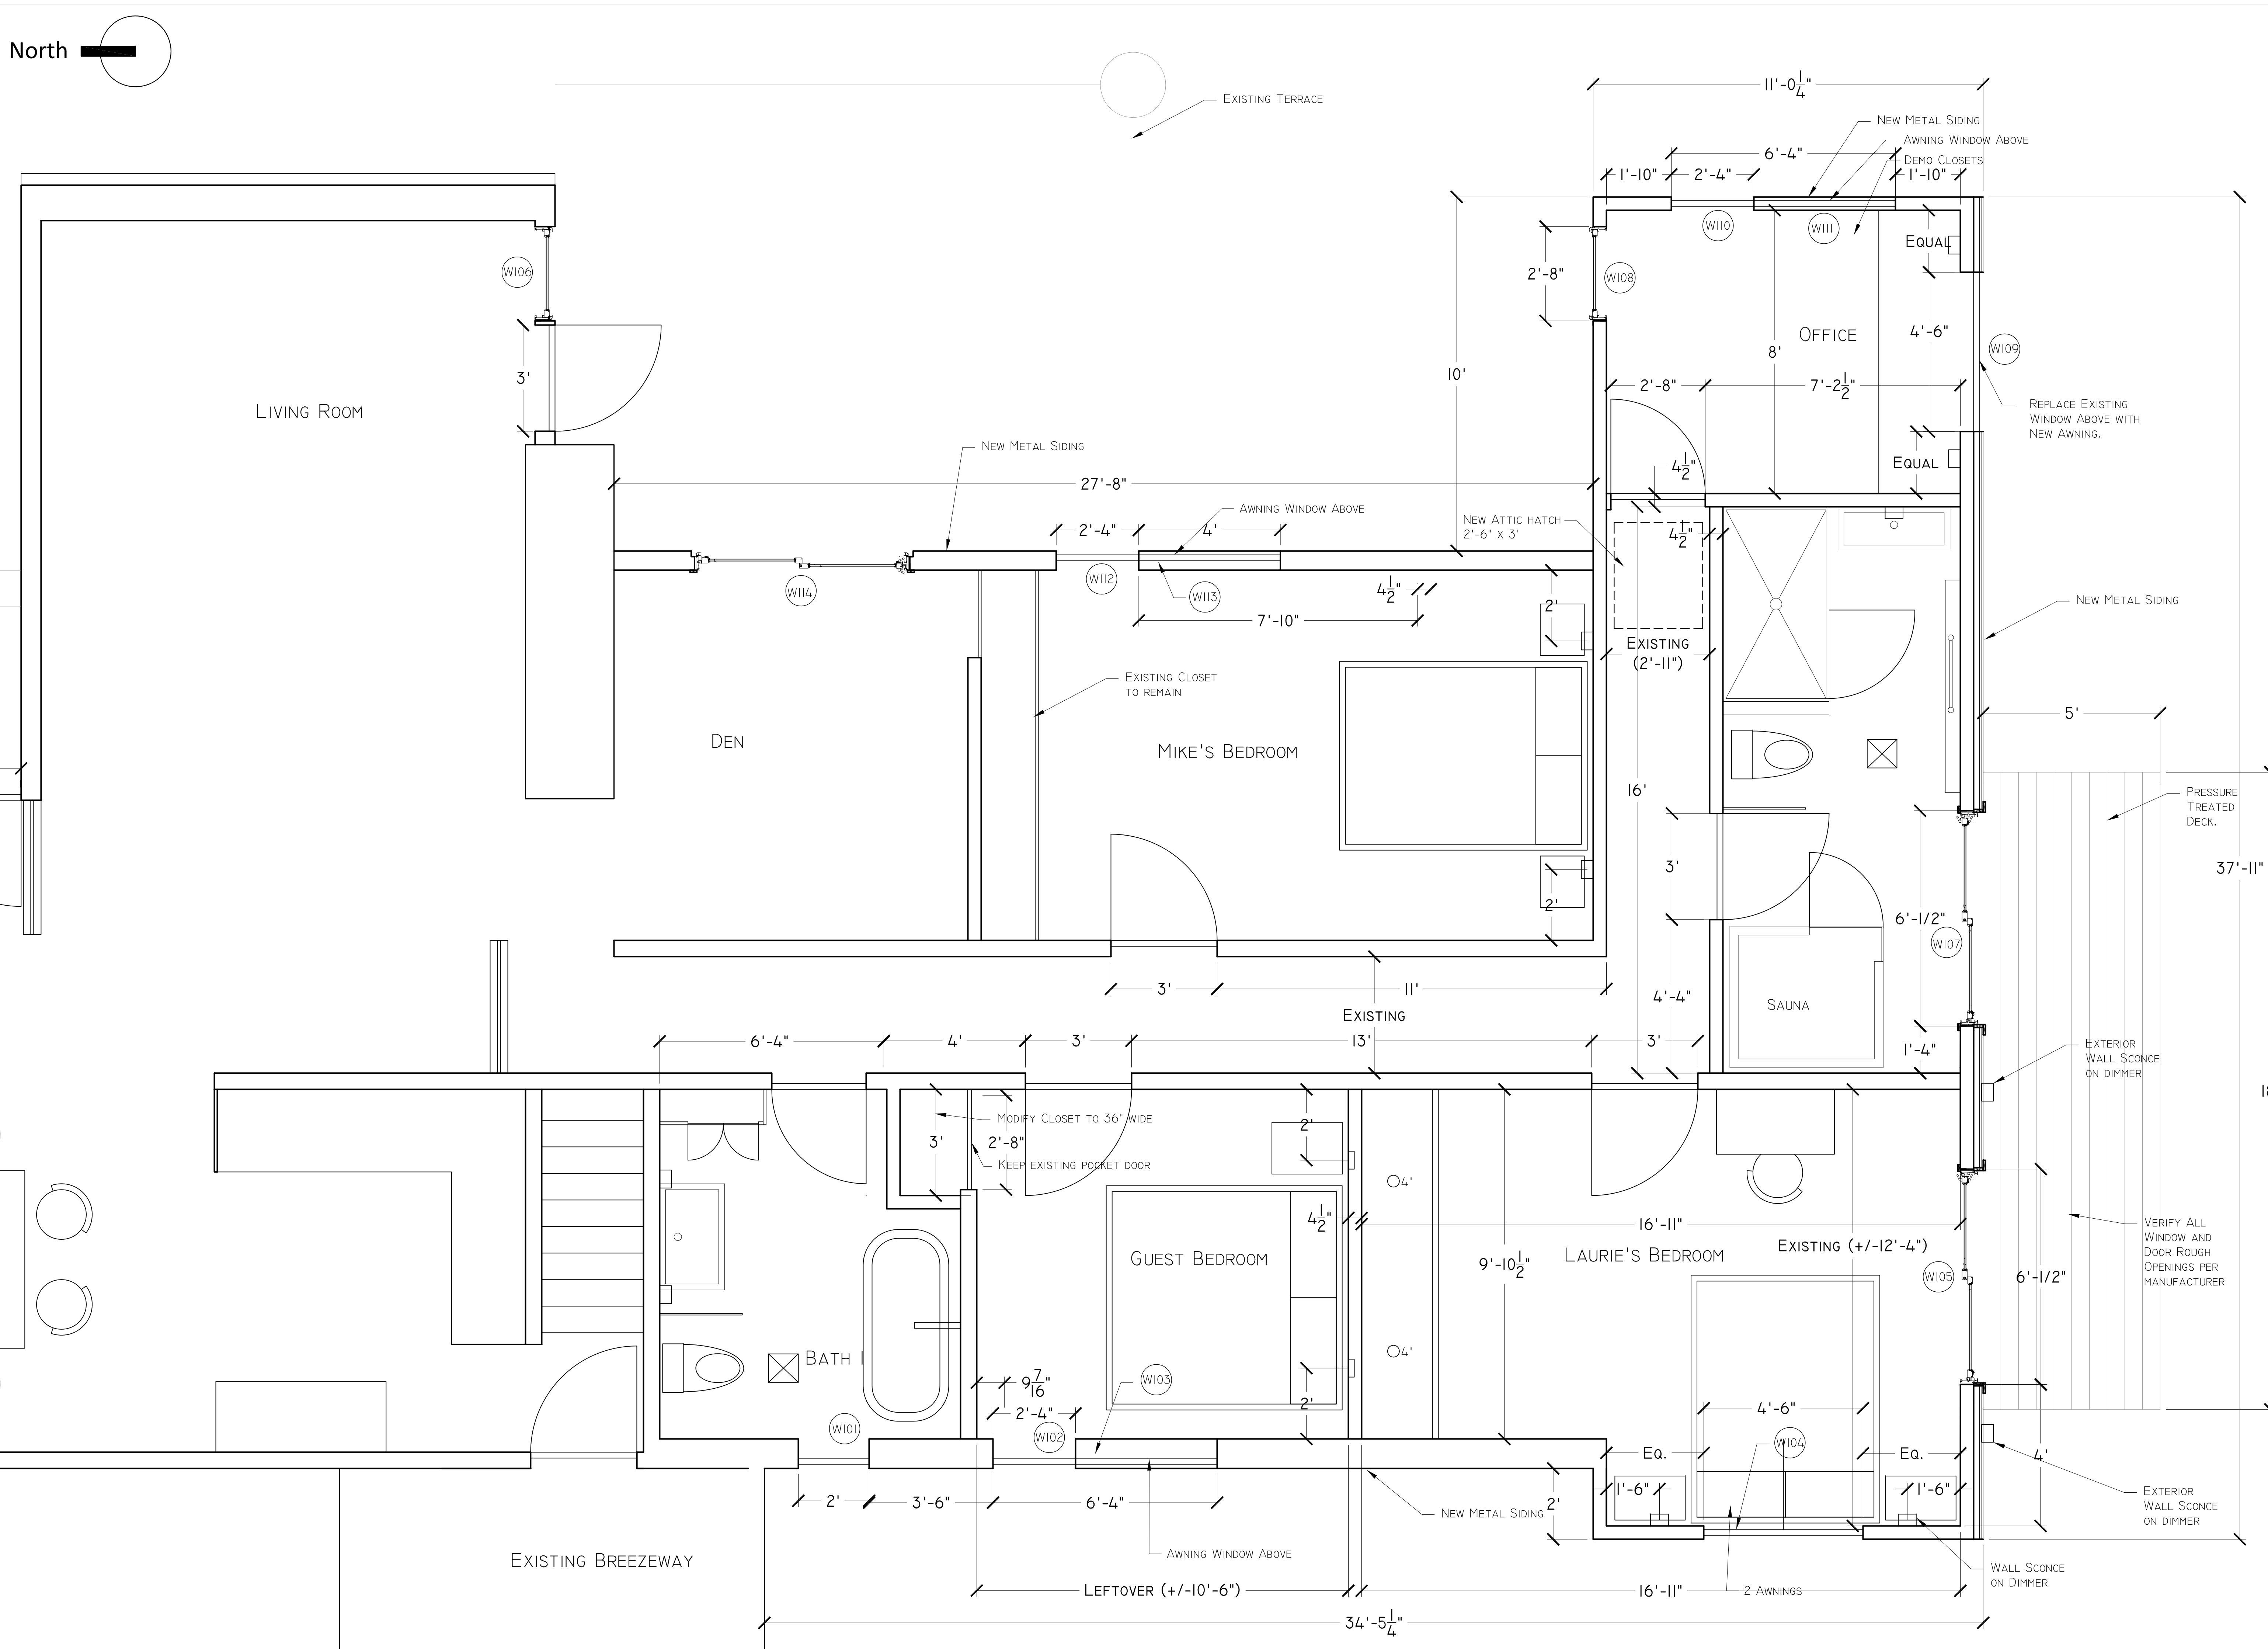 North
11'-0 1/4"
Existing Terrace
New Metal Siding
Awning Window Above
6'-4"
Demo Closets
1'-10"
2'-4"
1'-10"
W110
W111
Equal
W106
2'-8"
W108
4'-6"
Office
W109
8'
10'
3'
2'-8"
7'-2 1/2"
Living Room
Replace Existing
Window Above with
New Awning.
New Metal Siding
4 1/2"
Equal
27'-8"
Awning Window Above
2'-4"
4'
New Attic hatch
2'-6" x 3'
4 1/2"
W114
W112
W113
4 1/2"
2'
New Metal Siding
7'-10"
Existing
(2'-11")
Existing Closet
to remain
5'
Den
Mike's Bedroom
16'
Pressure
Treated
Deck.
3'
37'-11"
2'
6'-1/2"
W107
3'
11'
4'-4"
Sauna
Existing
6'-4"
4'
3'
13'
3'
1'-4"
Exterior
Wall Sconce
on dimmer
18
Modify Closet to 36" wide
2'
3'
2'-8"
Keep existing pocket door
4"
4 1/2"
16'-11"
Verify All
Window and
Door Rough
Openings per
manufacturer
Guest Bedroom
9'-10 1/2"
Laurie's Bedroom
Existing (+/-12'-4")
W105
6'-1/2"
Bath 1
4"
9 7/16"
W103
2'-4"
2'
4'-6"
W101
W102
W104
Eq.
Eq.
4'
2'
3'-6"
6'-4"
New Metal Siding
2'
1'-6"
1'-6"
Exterior
Wall Sconce
on dimmer
Existing Breezeway
Awning Window Above
Wall Sconce
on Dimmer
Leftover (+/-10'-6")
16'-11"
2 Awnings
34'-5 1/4"